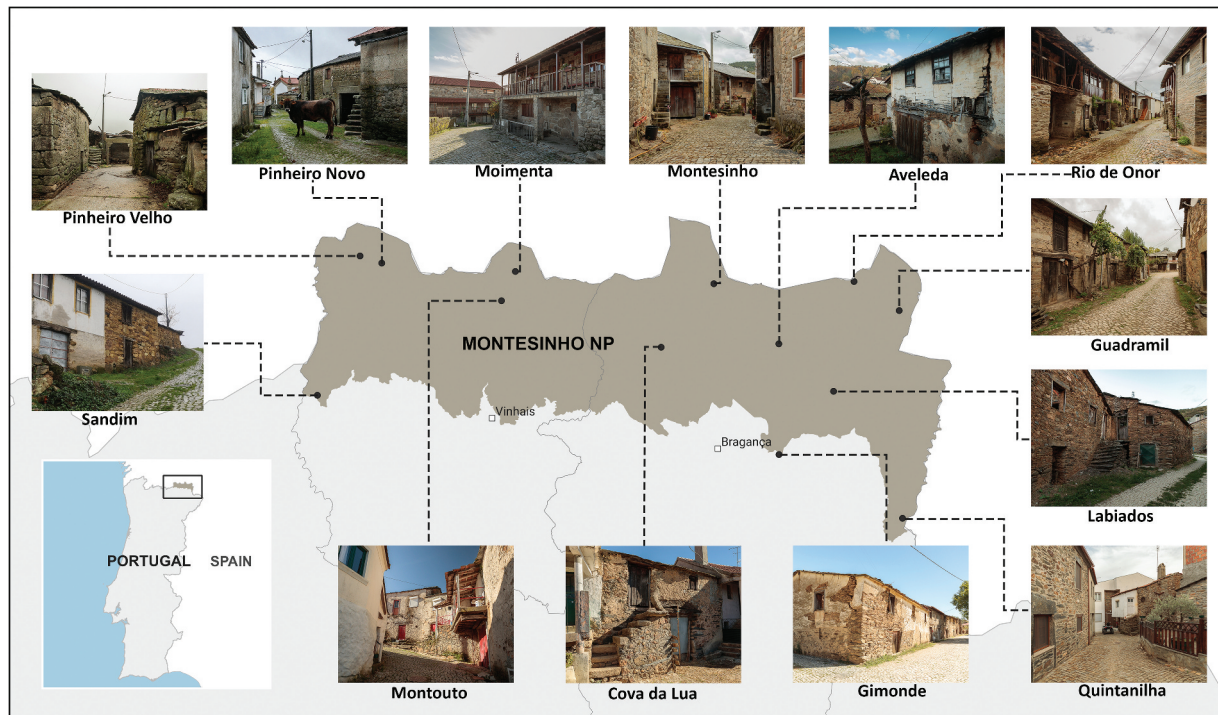 Pinheiro Novo
Moimenta
Montesinho
Aveleda
Rio de Onor
Pinheiro Velho
Guadramil
MONTESINHO NP
Sandim
Vinhais
Bragança
Labiados
PORTUGAL
SPAIN
Montouto
Cova da Lua
Gimonde
Quintanilha